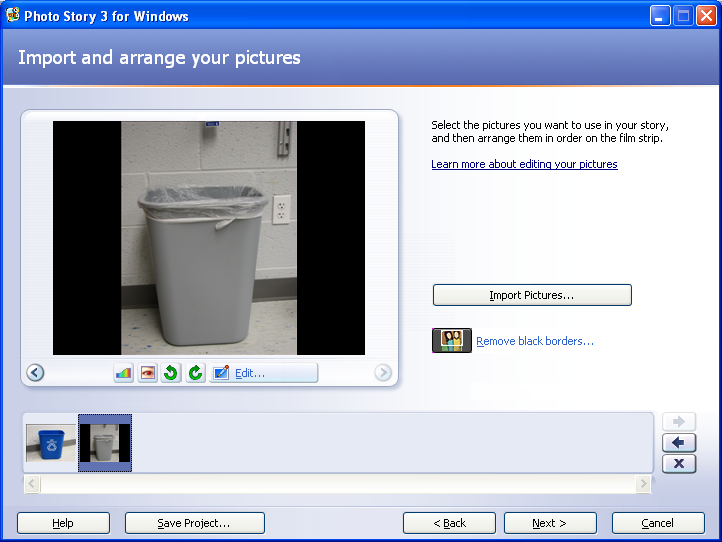 Photo Story 3 for Windows
Import and arrange your pictures
Select the pictures you want to use in your story,
and then arrange them in order on the film strip.
Learn more about editing your pictures
Import Pictures...
Remove black borders...
Edit...
Help
Save Project...
< Back
Next >
Cancel